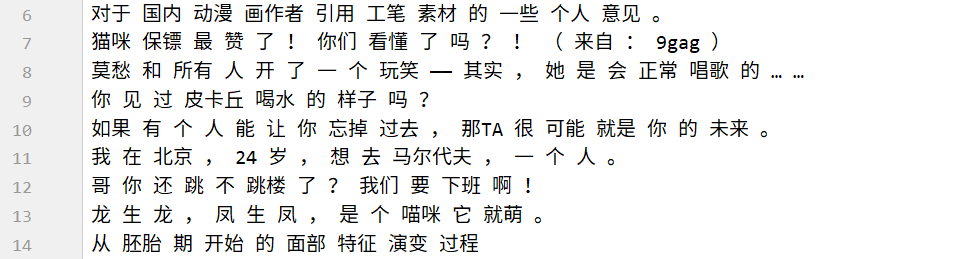 6 对于 国内 动漫 画作者 引用 工笔 素材 的 一些 个人 意见 。
7 猫咪 保镖 最 赞 了 ！ 你们 看懂 了 吗 ？ ！ （ 来自 ： 9gag ）
8 莫愁 和 所有 人 开 了 一 个 玩笑 —— 其实 ， 她 是 会 正常 唱歌 的 … …
9 你 见 过 皮卡丘 喝水 的 样子 吗 ？
10 如果 有 个 人 能 让 你 忘掉 过去 ， 那TA 很 可能 就是 你 的 未来 。
11 我 在 北京 ， 24 岁 ， 想 去 马尔代夫 ， 一 个 人 。
12 哥 你 还 跳 不 跳楼 了 ？ 我们 要 下班 啊 ！
13 龙 生 龙 ， 凤 生 凤 ， 是 个 喵咪 它 就萌 。
14 从 胚胎 期 开始 的 面部 特征 演变 过程